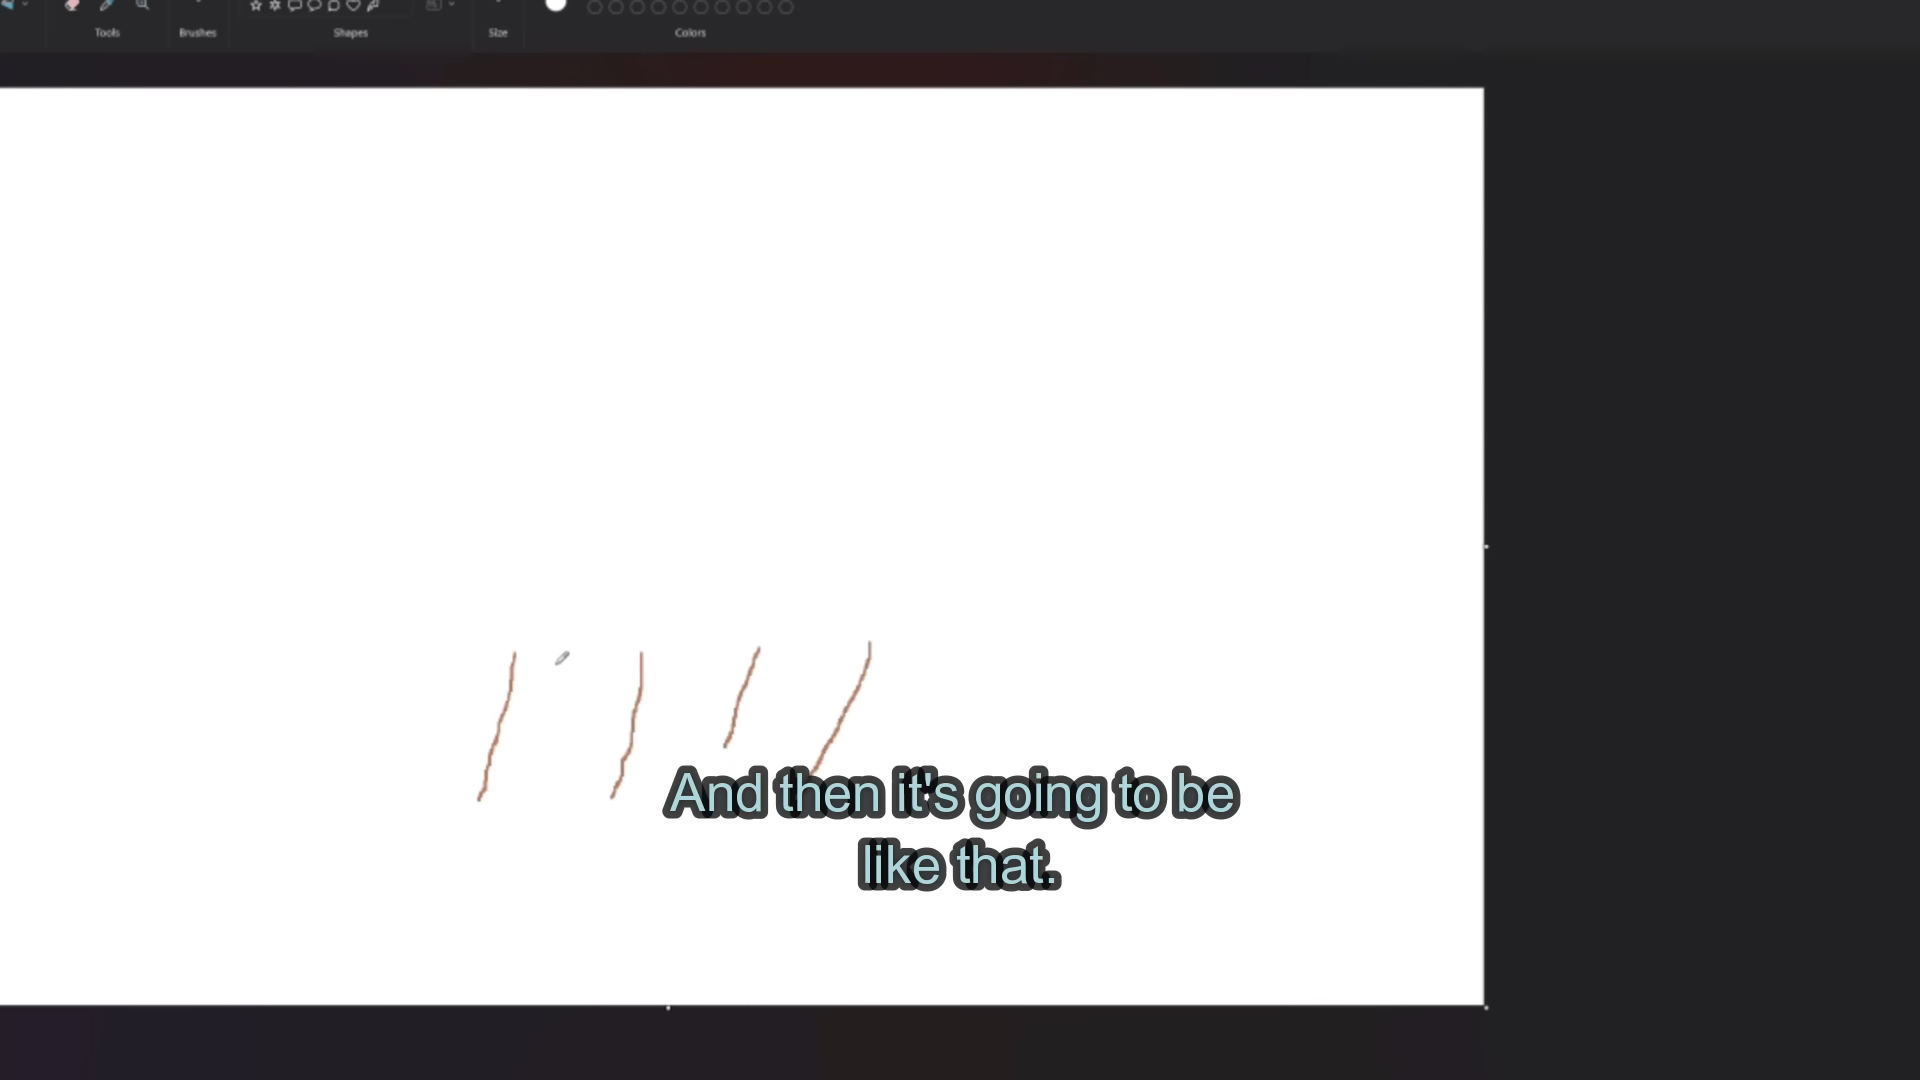 Tools
Brushes
Shapes
Size
Colors
And then it's going to be
like that.